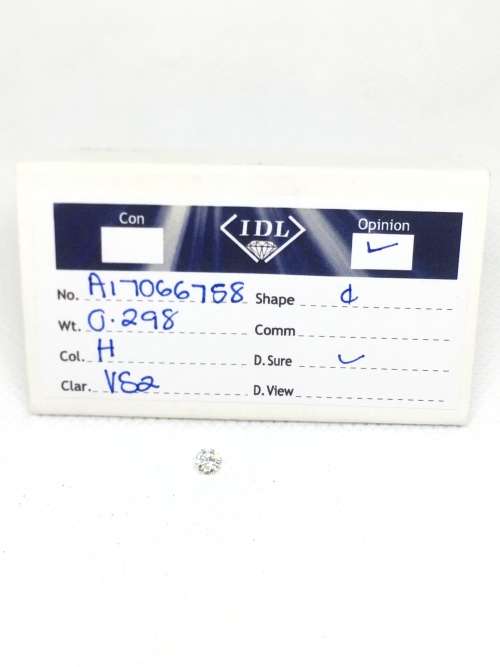 Con IDL Opinion ✓
No. A17066758 Shape ¢
Wt. 0.298 Comm
Col. H D. Sure ✓
Clar. VS2 D. View